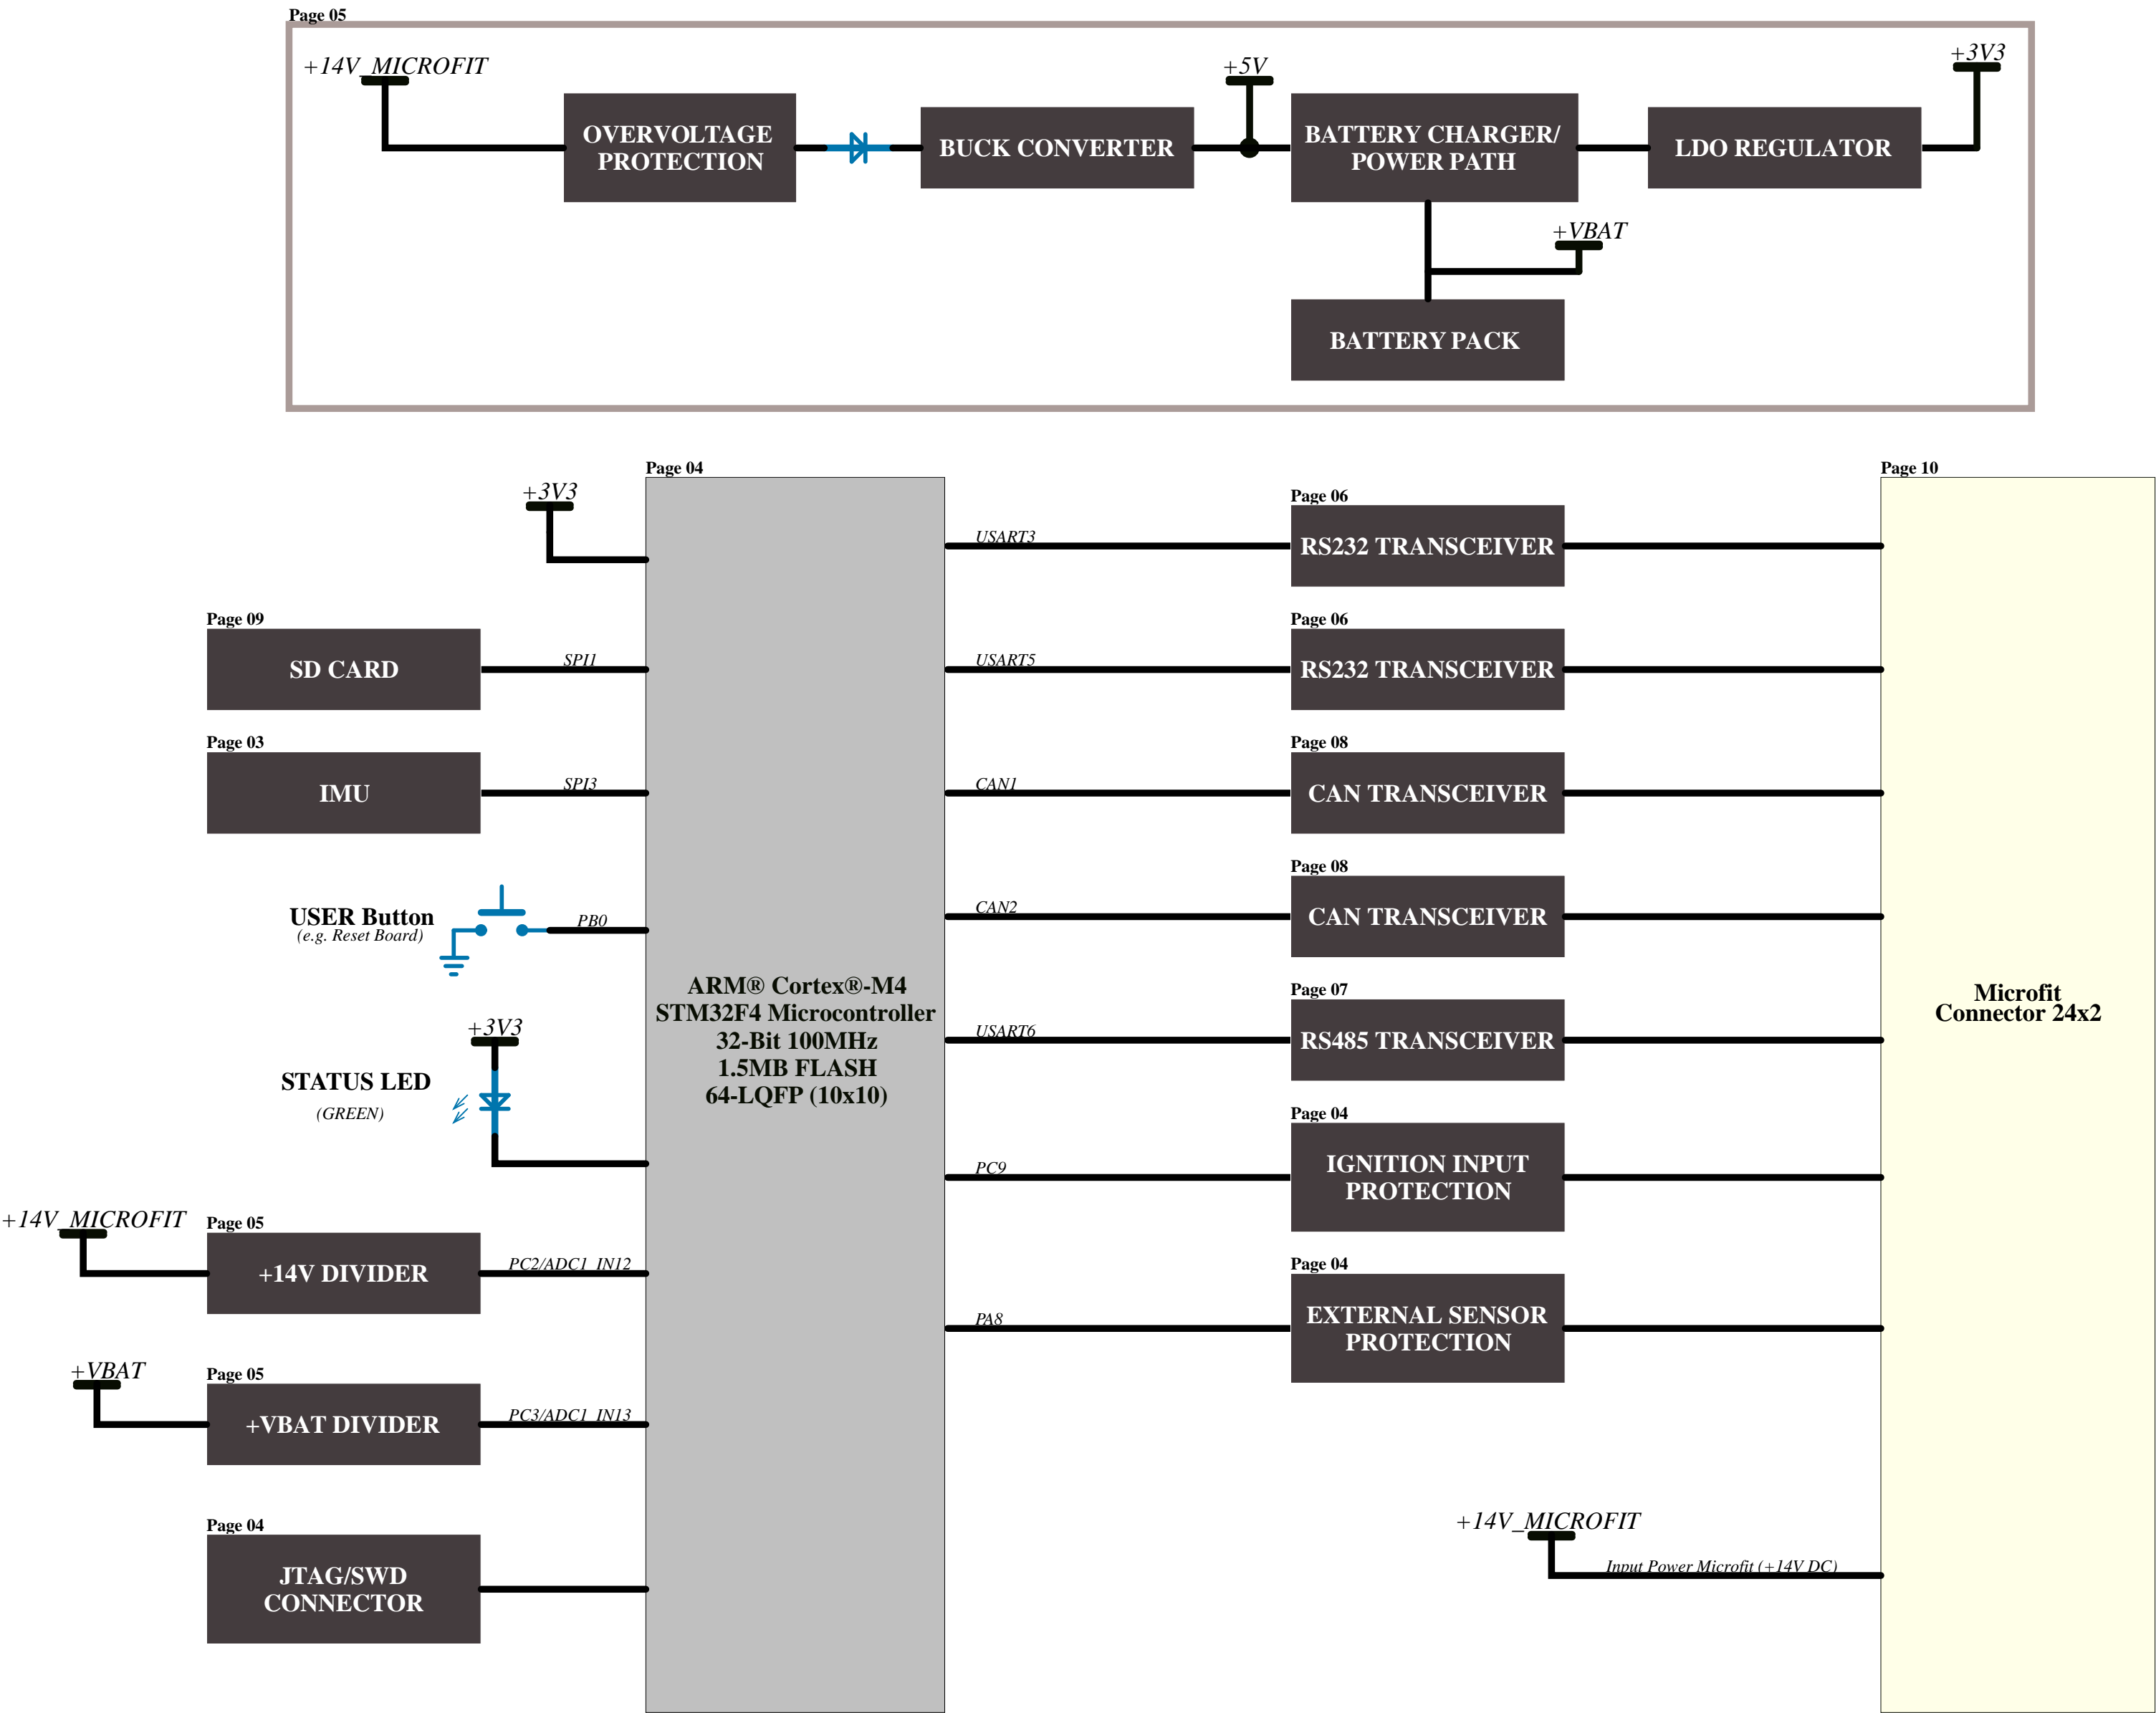 Page 05
+14V_MICROFIT
+5V
+3V3
OVERVOLTAGE
PROTECTION
BUCK CONVERTER
BATTERY CHARGER/
POWER PATH
LDO REGULATOR
+VBAT
BATTERY PACK
Page 04
+3V3
Page 09
SD CARD
SPI1
Page 03
IMU
SPI3
USER Button
(e.g. Reset Board)
PB0
+3V3
STATUS LED
(GREEN)
+14V_MICROFIT
Page 05
+14V DIVIDER
PC2/ADC1_IN12
+VBAT
Page 05
+VBAT DIVIDER
PC3/ADC1_IN13
Page 04
JTAG/SWD
CONNECTOR
ARM® Cortex®-M4
STM32F4 Microcontroller
32-Bit 100MHz
1.5MB FLASH
64-LQFP (10x10)
USART3
Page 06
RS232 TRANSCEIVER
USART5
Page 06
RS232 TRANSCEIVER
CAN1
Page 08
CAN TRANSCEIVER
CAN2
Page 08
CAN TRANSCEIVER
USART6
Page 07
RS485 TRANSCEIVER
PC9
Page 04
IGNITION INPUT
PROTECTION
PA8
Page 04
EXTERNAL SENSOR
PROTECTION
+14V_MICROFIT
Input Power Microfit (+14V DC)
Page 10
Microfit
Connector 24x2